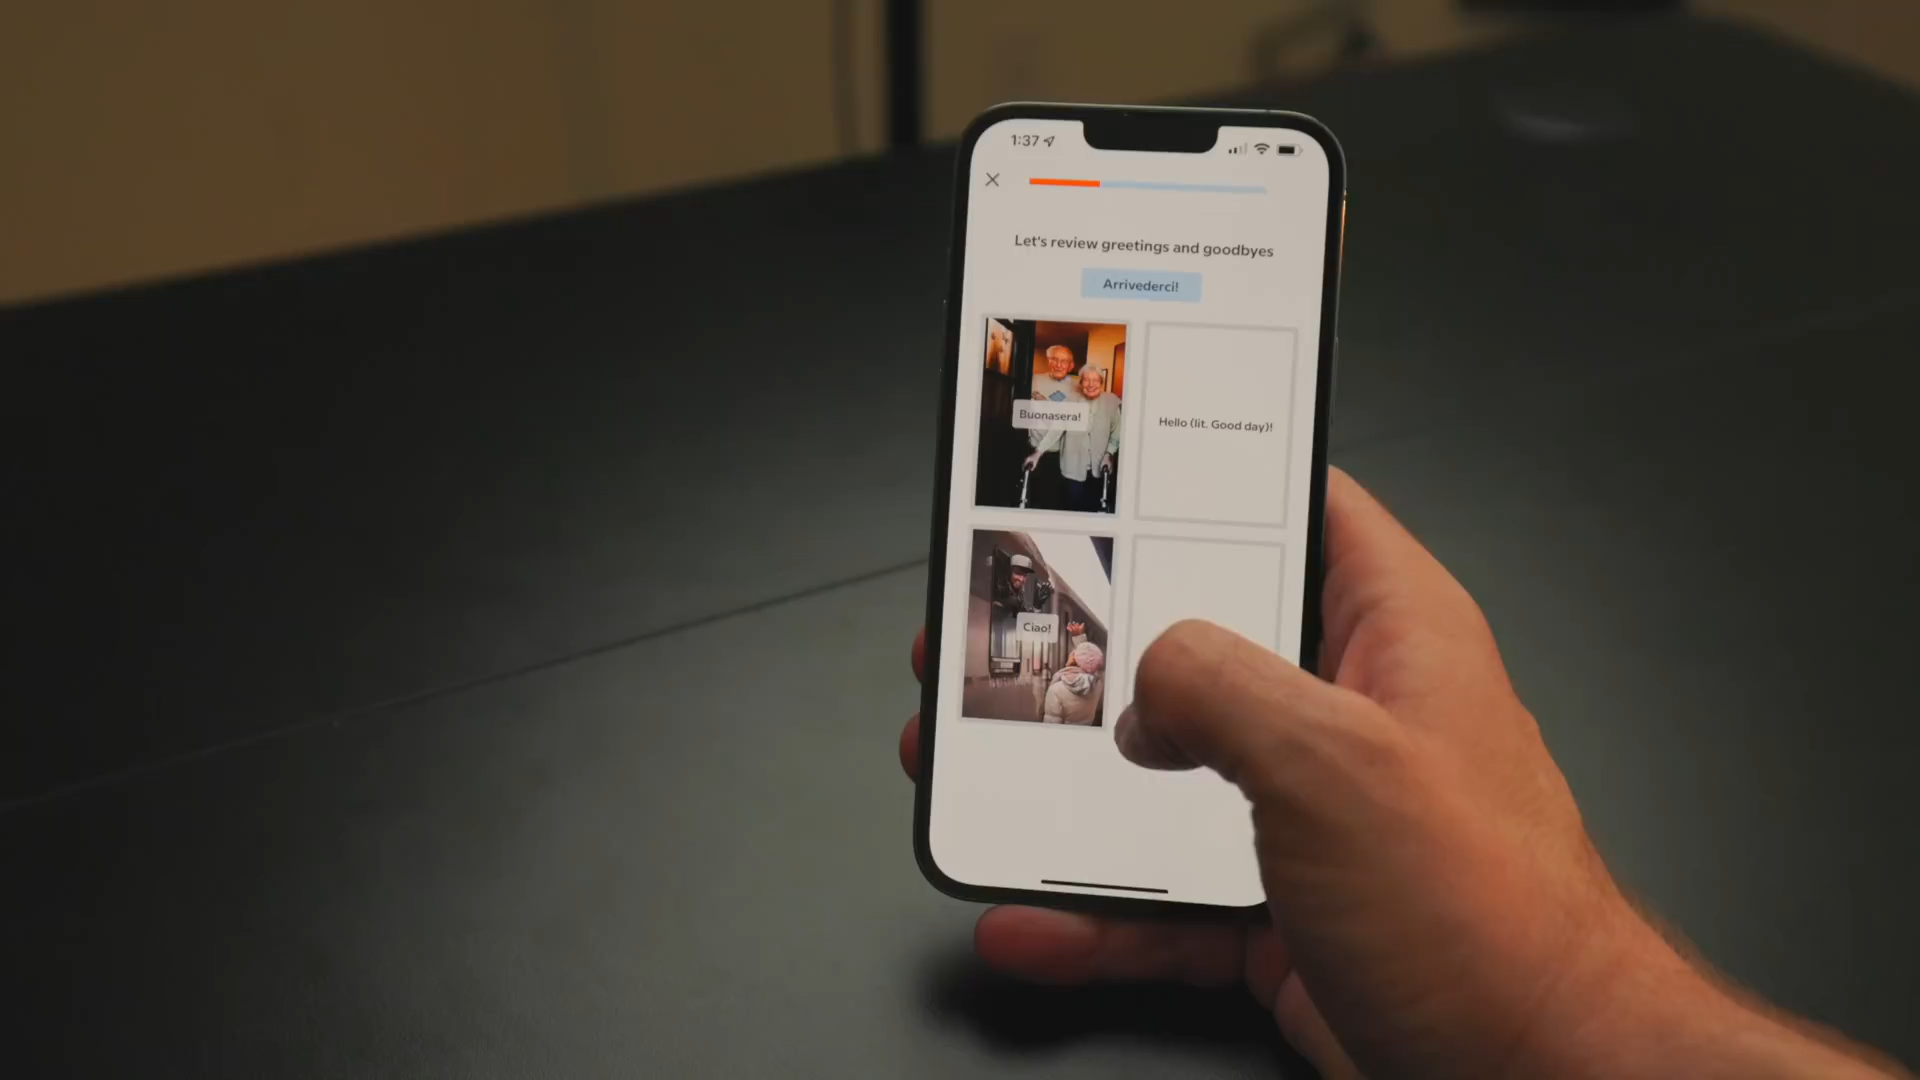 1:37
Let's review greetings and goodbyes
Arrivederci!
Buonasera!
Hello (lit. Good day)!
Ciao!